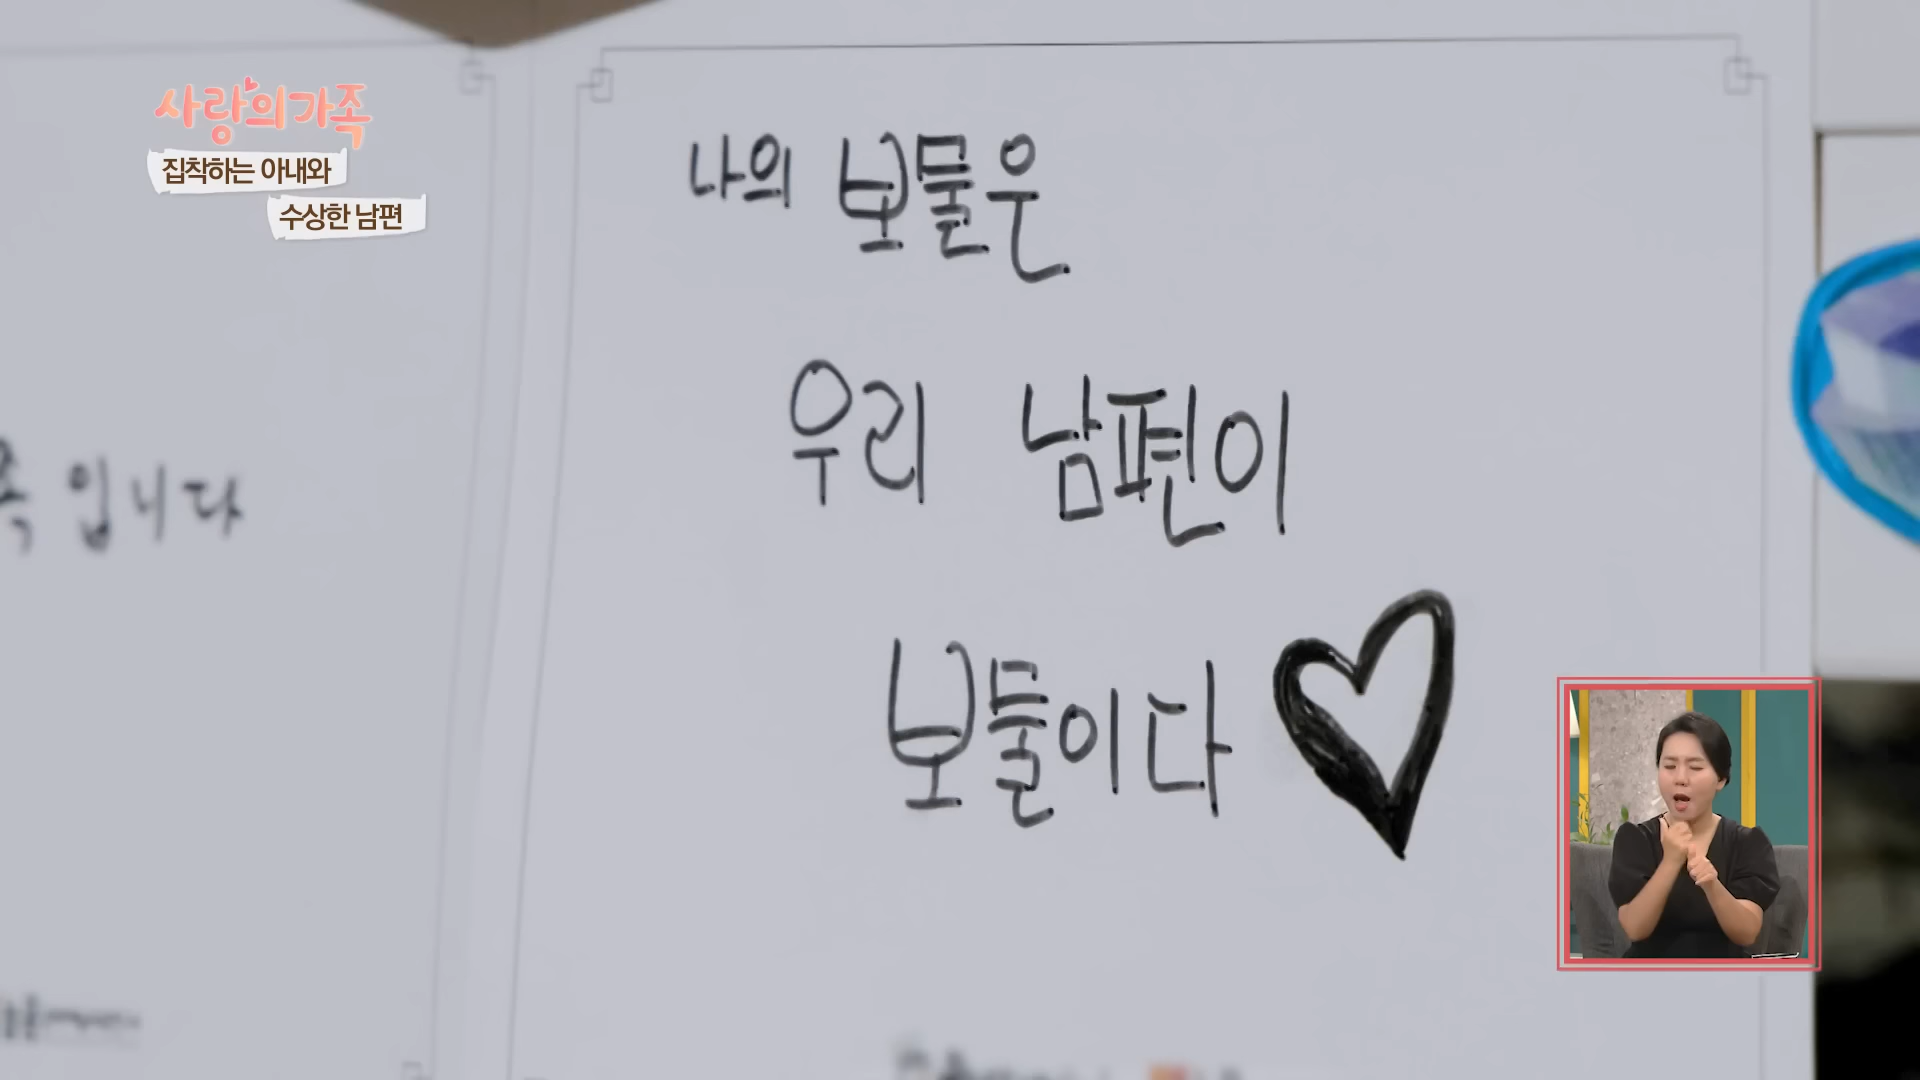 사랑의 가족
집착하는 아내와
수상한 남편
나의 보물은
우리 남편이
보물이다
입니다